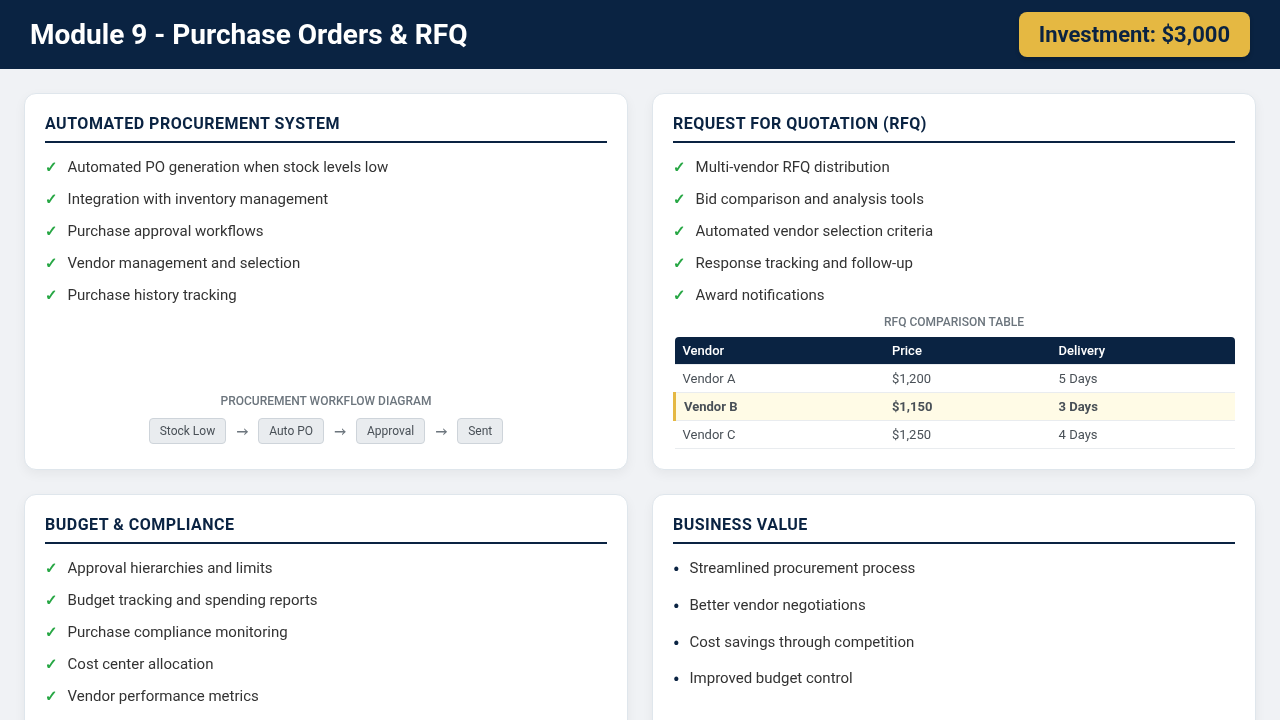 Module 9 - Purchase Orders & RFQ
Investment: $3,000
AUTOMATED PROCUREMENT SYSTEM
✓ Automated PO generation when stock levels low
✓ Integration with inventory management
✓ Purchase approval workflows
✓ Vendor management and selection
✓ Purchase history tracking
PROCUREMENT WORKFLOW DIAGRAM
Stock Low → Auto PO → Approval → Sent
REQUEST FOR QUOTATION (RFQ)
✓ Multi-vendor RFQ distribution
✓ Bid comparison and analysis tools
✓ Automated vendor selection criteria
✓ Response tracking and follow-up
✓ Award notifications
RFQ COMPARISON TABLE
Vendor Price Delivery
Vendor A $1,200 5 Days
Vendor B $1,150 3 Days
Vendor C $1,250 4 Days
BUDGET & COMPLIANCE
✓ Approval hierarchies and limits
✓ Budget tracking and spending reports
✓ Purchase compliance monitoring
✓ Cost center allocation
✓ Vendor performance metrics
BUSINESS VALUE
• Streamlined procurement process
• Better vendor negotiations
• Cost savings through competition
• Improved budget control